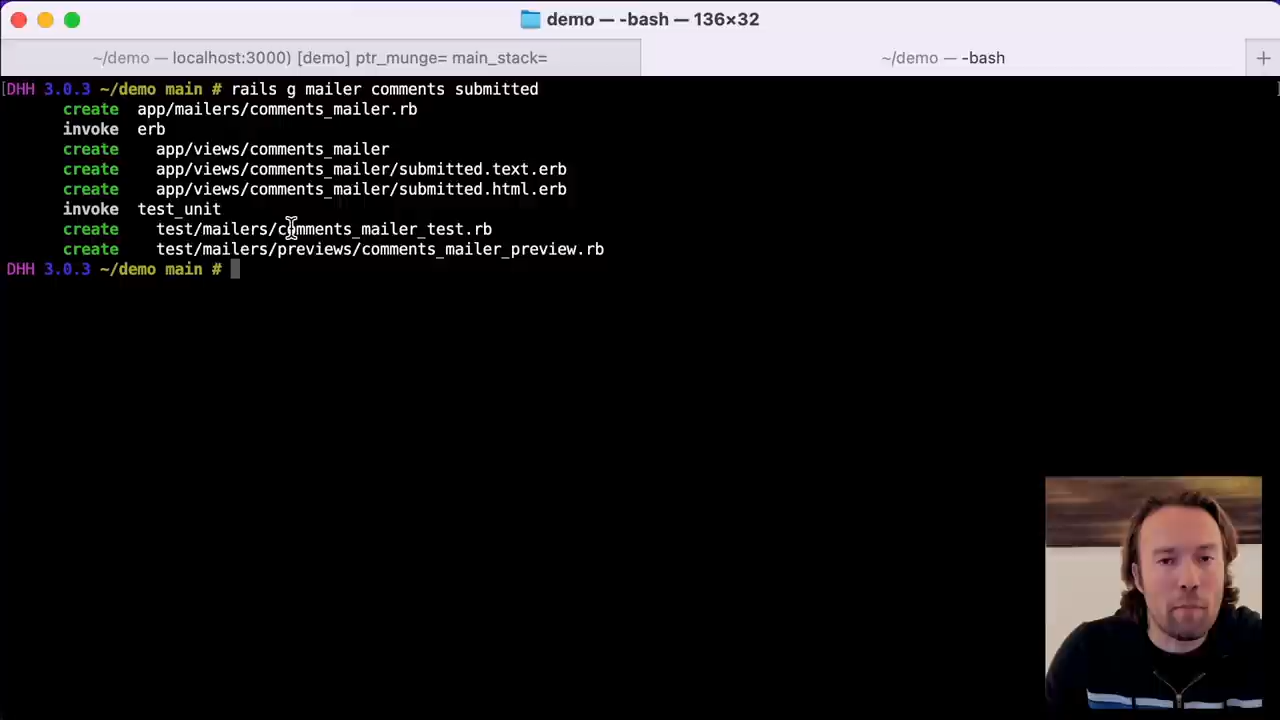 demo — -bash — 136×32
~/demo — localhost:3000) [demo] ptr_munge= main_stack=
~/demo — -bash
+
[DHH 3.0.3 ~/demo main # rails g mailer comments submitted ]
create app/mailers/comments_mailer.rb
invoke erb
create app/views/comments_mailer
create app/views/comments_mailer/submitted.text.erb
create app/views/comments_mailer/submitted.html.erb
invoke test_unit
create test/mailers/comments_mailer_test.rb
create test/mailers/previews/comments_mailer_preview.rb
DHH 3.0.3 ~/demo main #